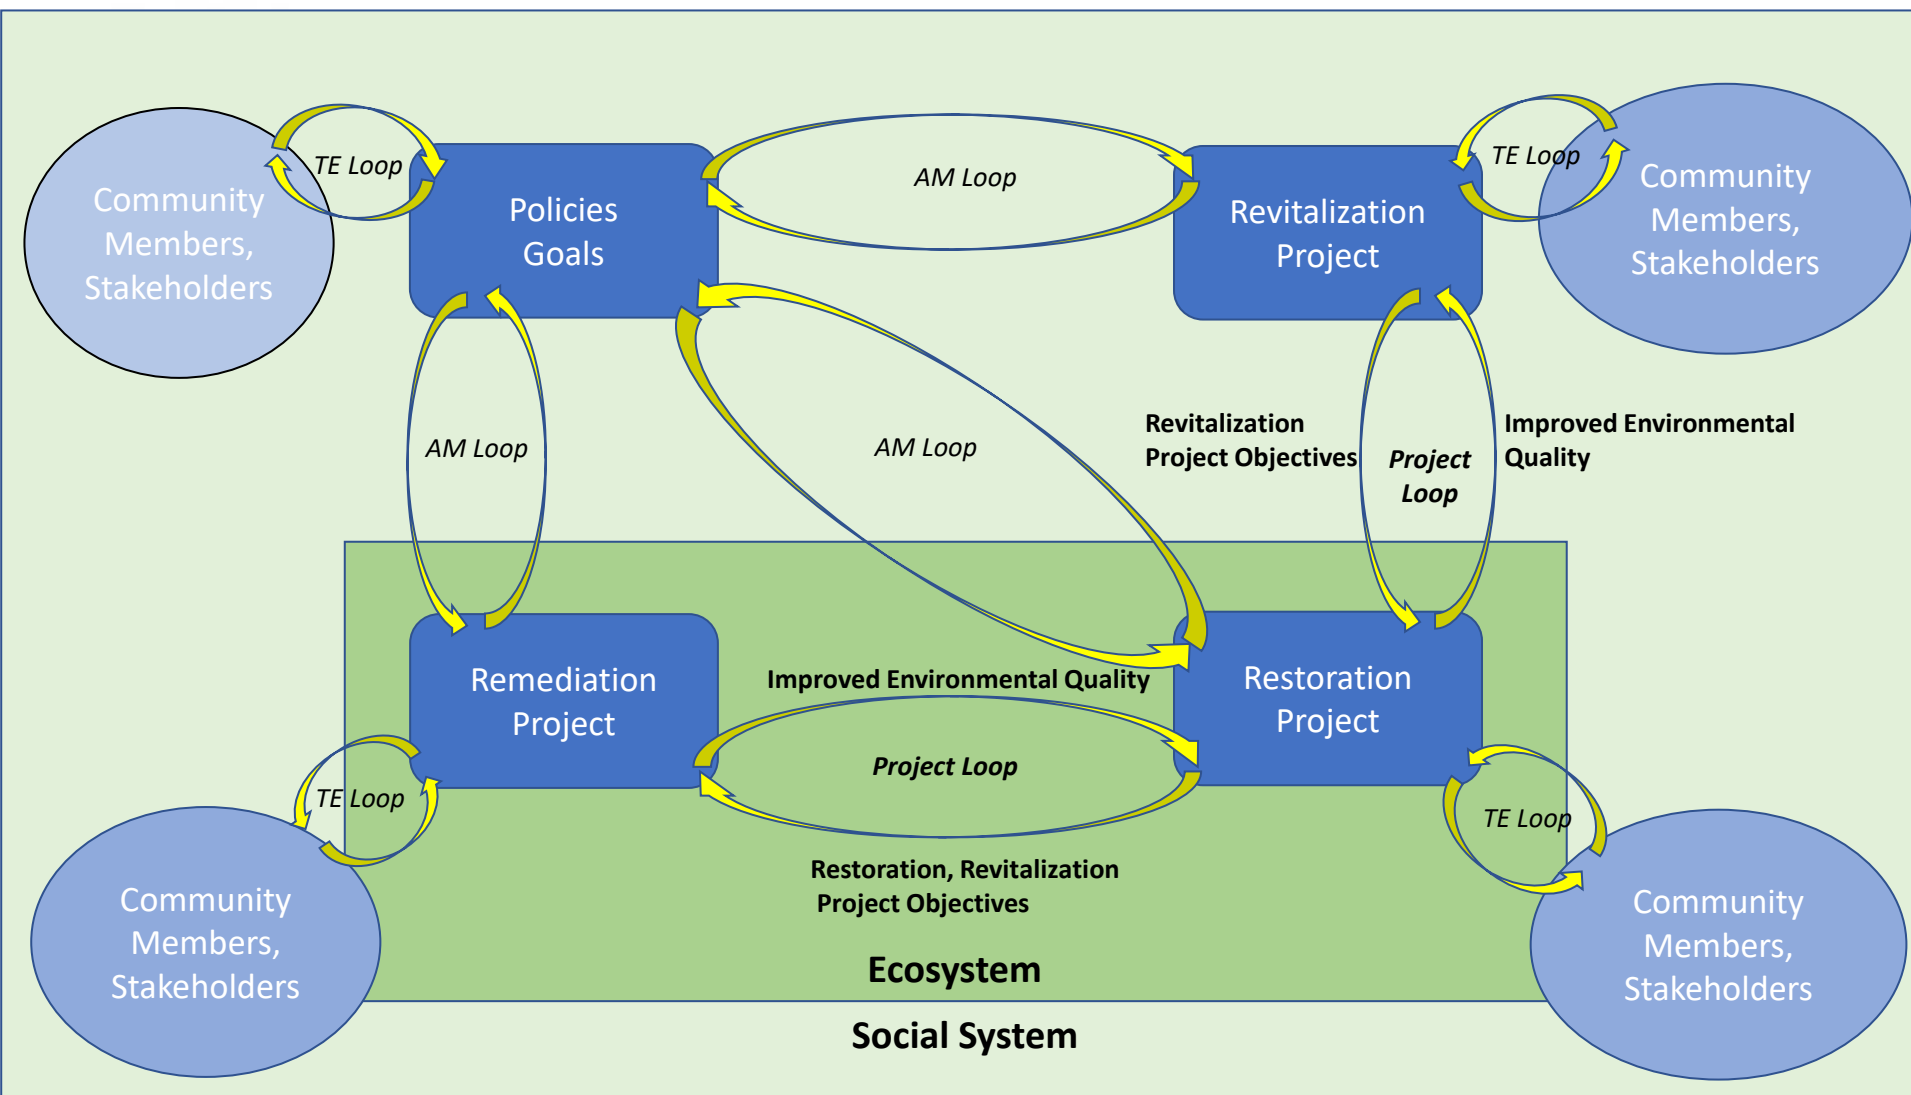 Community
Members,
Stakeholders
TE Loop
Policies
Goals
AM Loop
Revitalization
Project
TE Loop
Community
Members,
Stakeholders
AM Loop
AM Loop
Revitalization
Project Objectives
Project
Loop
Improved Environmental
Quality
Remediation
Project
Improved Environmental Quality
Restoration
Project
Project Loop
TE Loop
TE Loop
Restoration, Revitalization
Project Objectives
Community
Members,
Stakeholders
Community
Members,
Stakeholders
Ecosystem
Social System